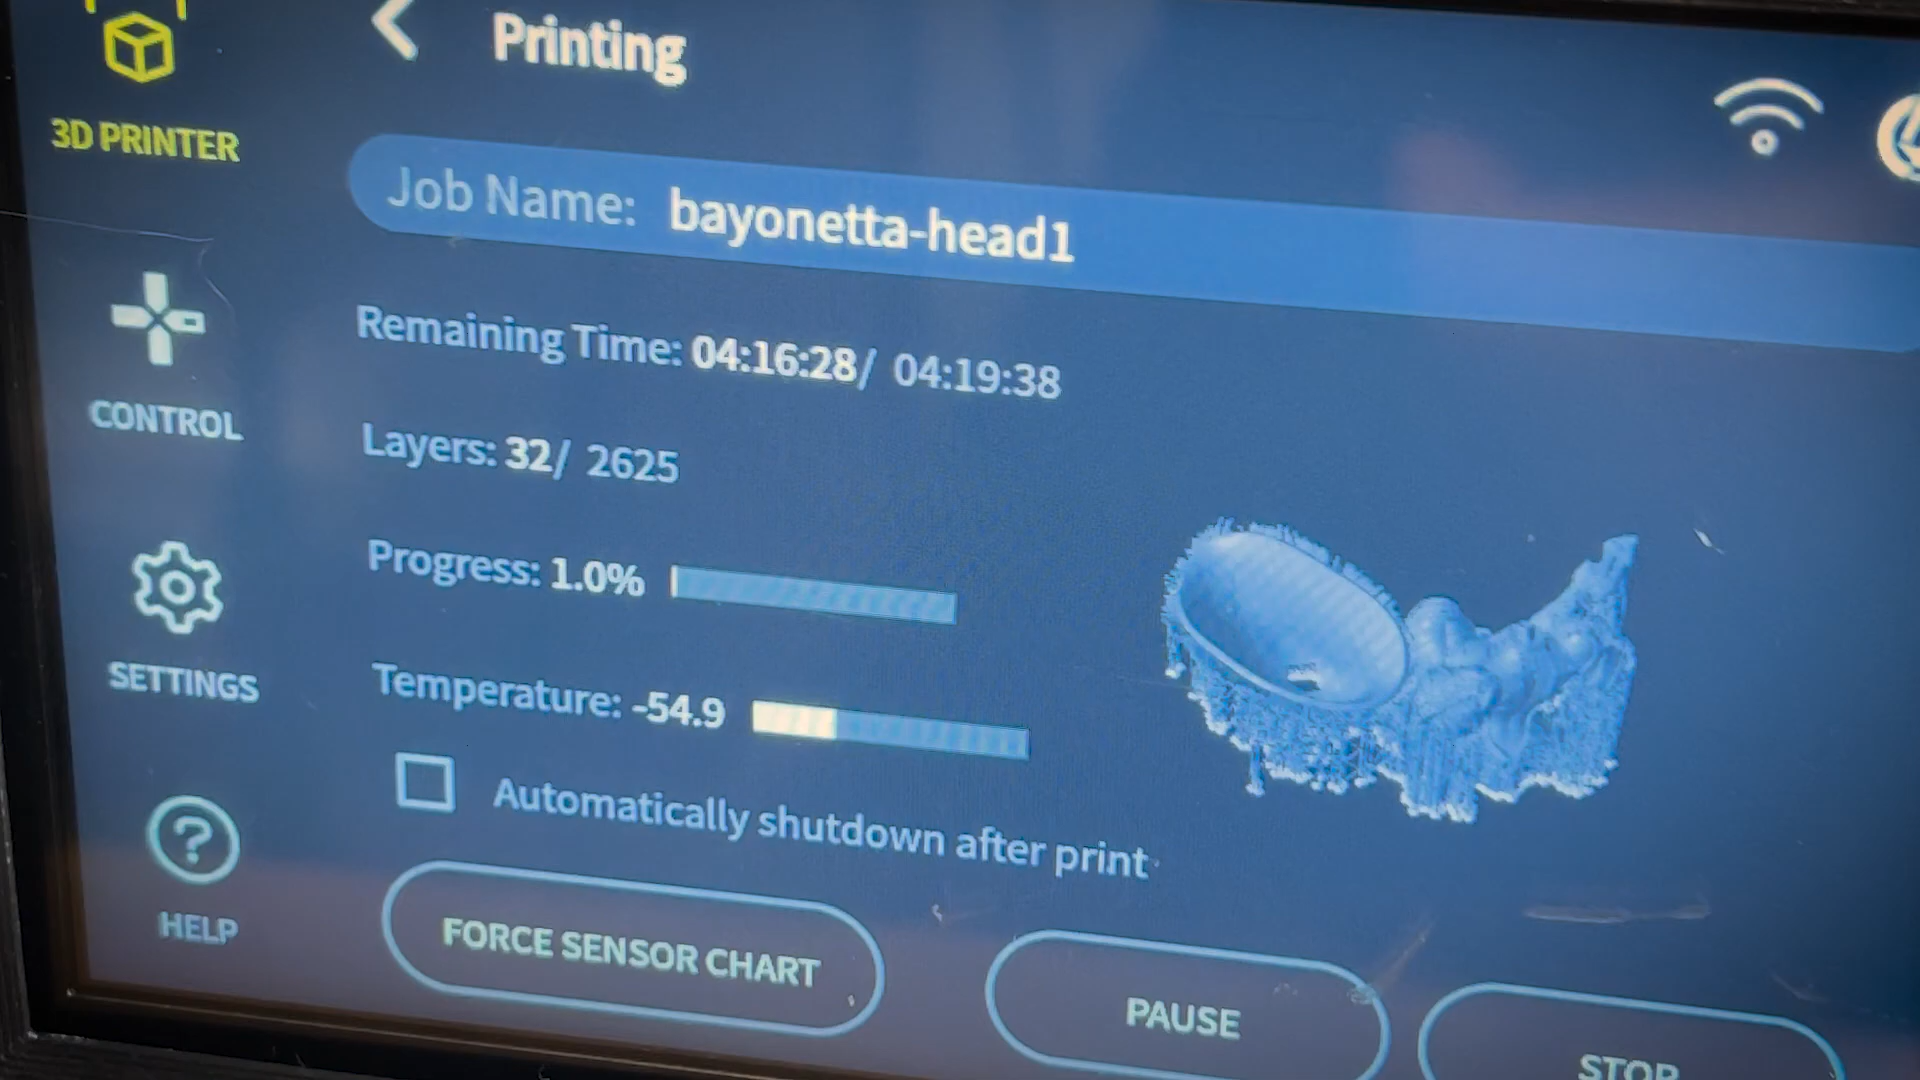 Printing
3D PRINTER
Job Name: bayonetta-head1
Remaining Time: 04:16:28/ 04:19:38
CONTROL
Layers: 32/ 2625
Progress: 1.0%
SETTINGS
Temperature: -54.9
Automatically shutdown after print
HELP
FORCE SENSOR CHART
PAUSE
STOP